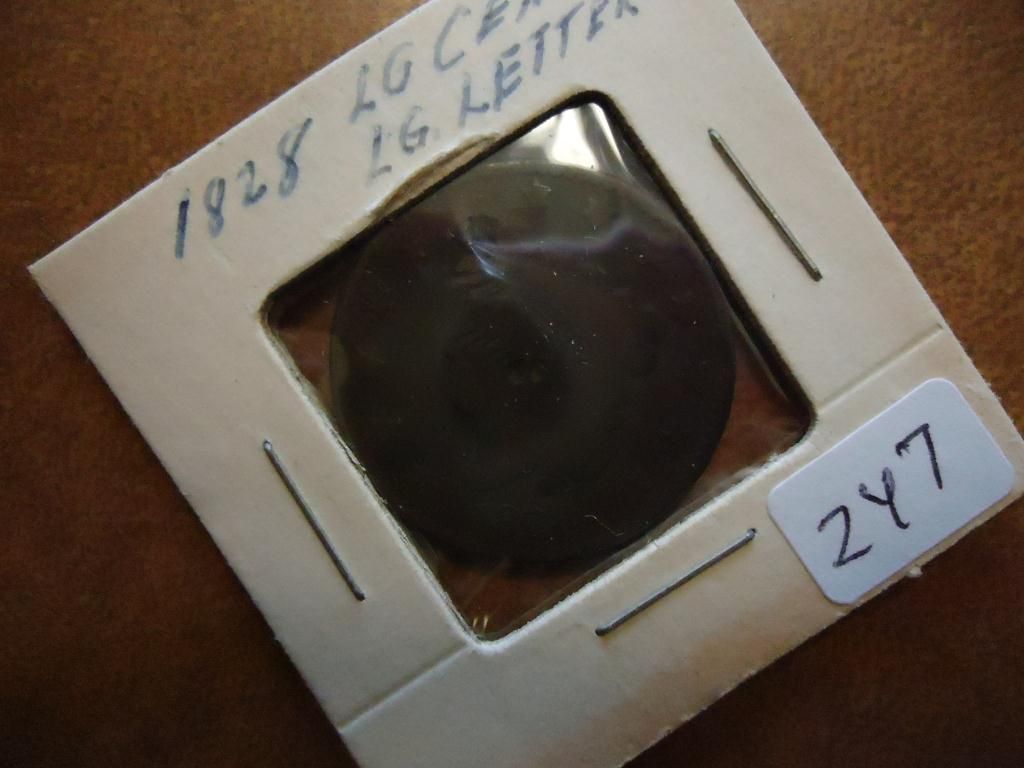 1828 LG CEN
LG. LETTER
247